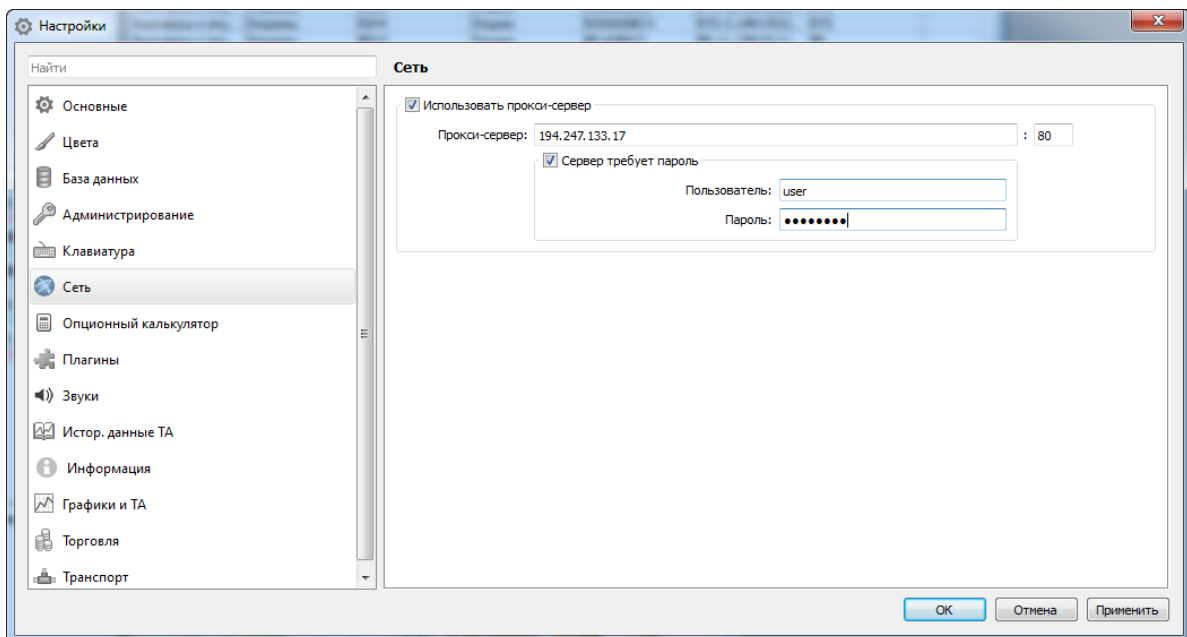 Настройки
Найти
Сеть
Основные
Цвета
База данных
Администрирование
Клавиатура
Сеть
Опционный калькулятор
Плагины
Звуки
Истор. данные ТА
Информация
Графики и ТА
Торговля
Транспорт
Использовать прокси-сервер
Прокси-сервер: 194.247.133.17 : 80
Сервер требует пароль
Пользователь: user
Пароль: ●●●●●●●●
OK Отмена Применить